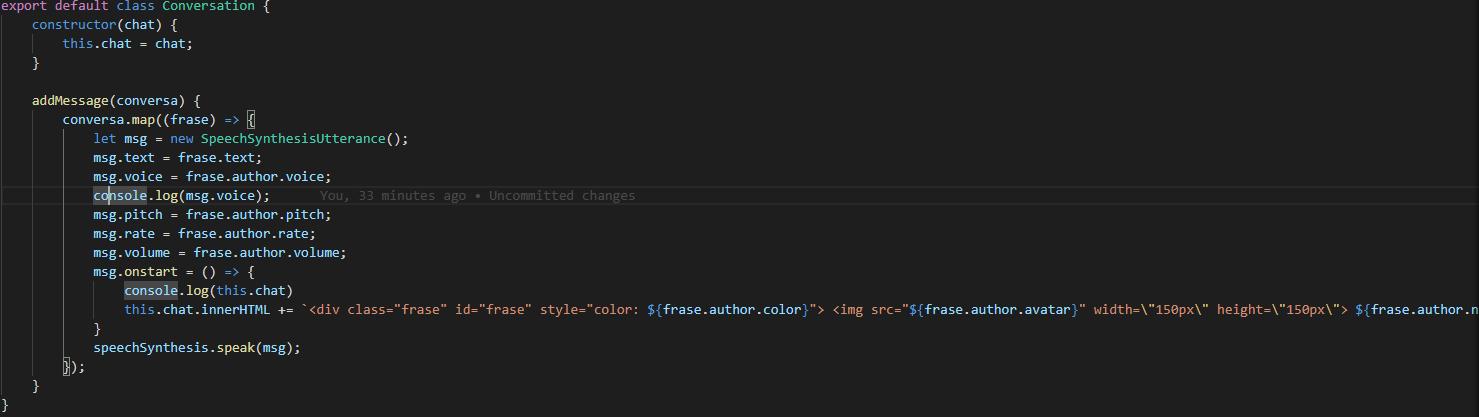 export default class Conversation {
    constructor(chat) {
        this.chat = chat;
    }

    addMessage(conversa) {
        conversa.map((frase) => {
            let msg = new SpeechSynthesisUtterance();
            msg.text = frase.text;
            msg.voice = frase.author.voice;
            console.log(msg.voice);      You, 33 minutes ago • Uncommitted changes
            msg.pitch = frase.author.pitch;
            msg.rate = frase.author.rate;
            msg.volume = frase.author.volume;
            msg.onstart = () => {
                console.log(this.chat)
                this.chat.innerHTML += `<div class="frase" id="frase" style="color: ${frase.author.color}"> <img src="${frase.author.avatar}" width=\"150px\" height=\"150px\"> ${frase.author.n
            }
            speechSynthesis.speak(msg);
        });
    }
}